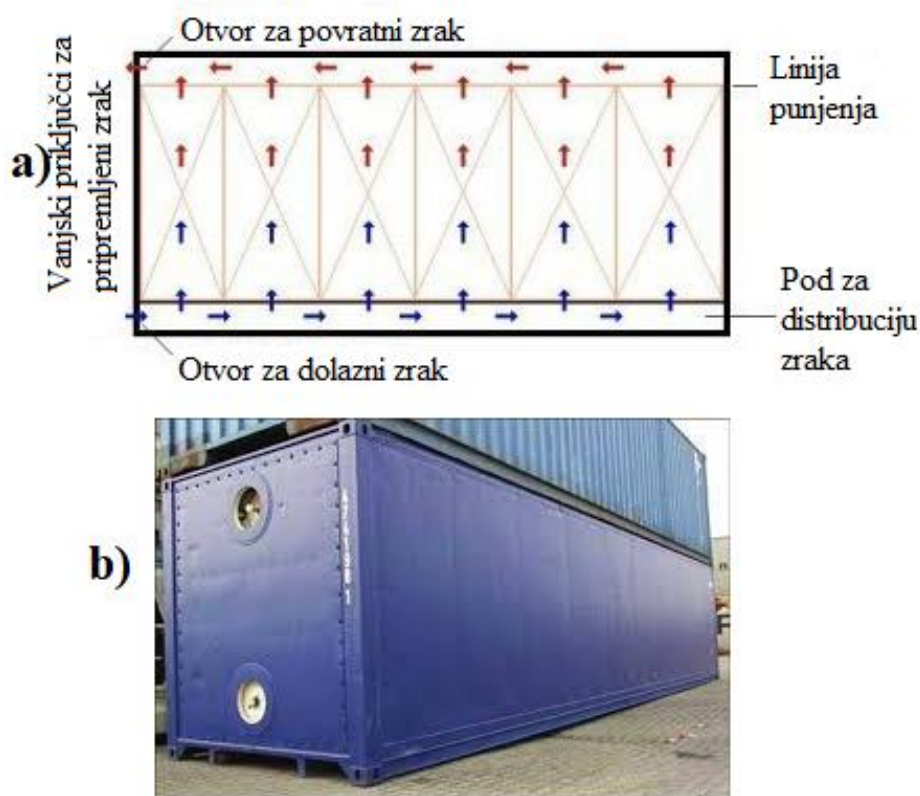 Otvor za povratni zrak
Vanjski priključci za
pripremljeni zrak
a)
Linija
punjenja
Pod za
distribuciju
zraka
Otvor za dolazni zrak
b)